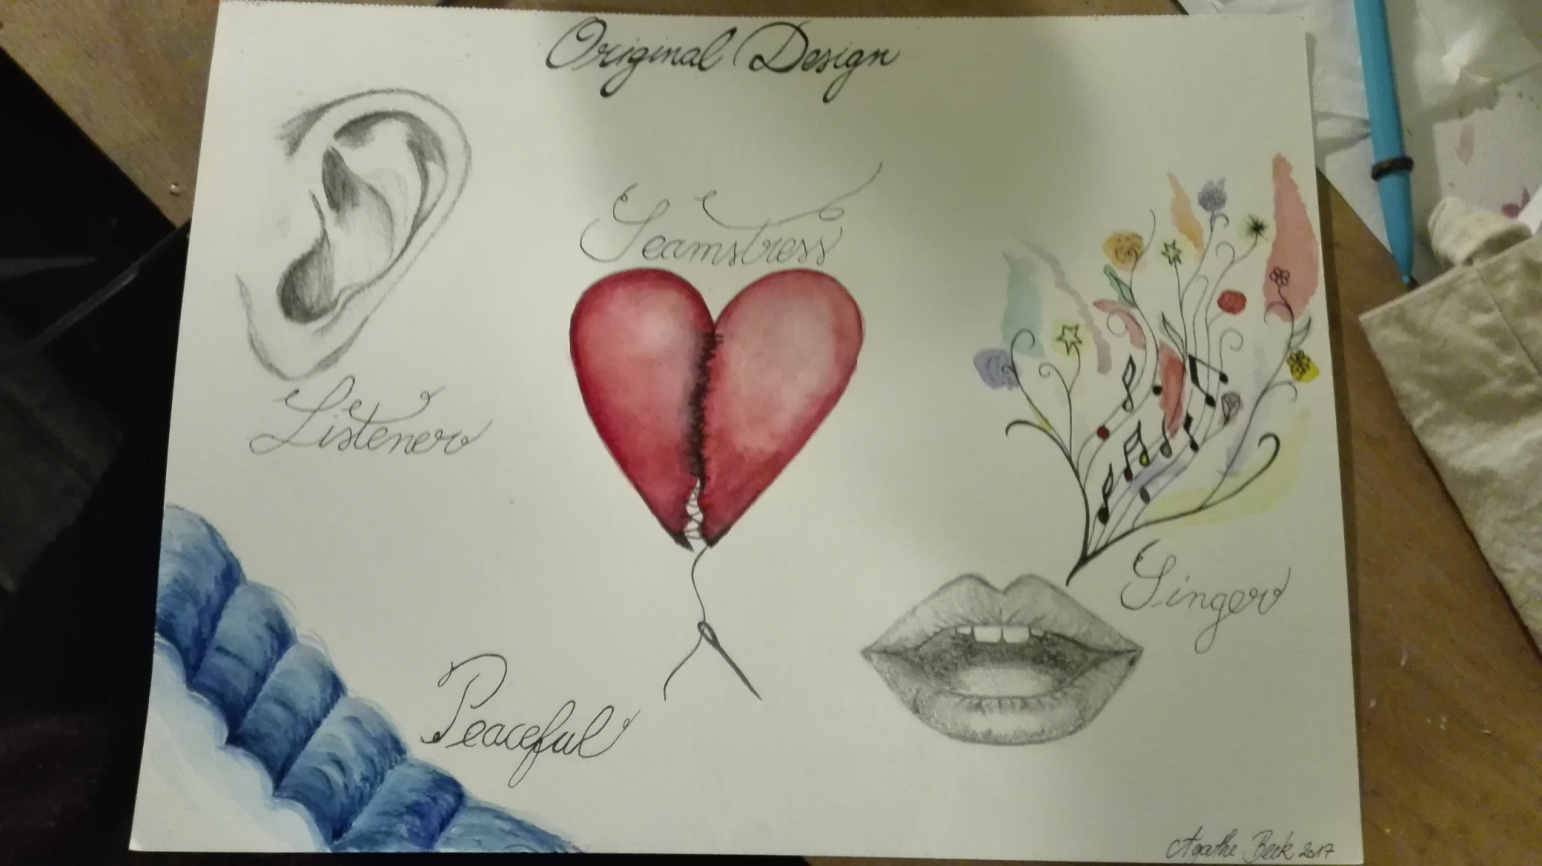 Original Design
Seamstress
Listener
Singer
Peaceful
Agathe Beck 2017